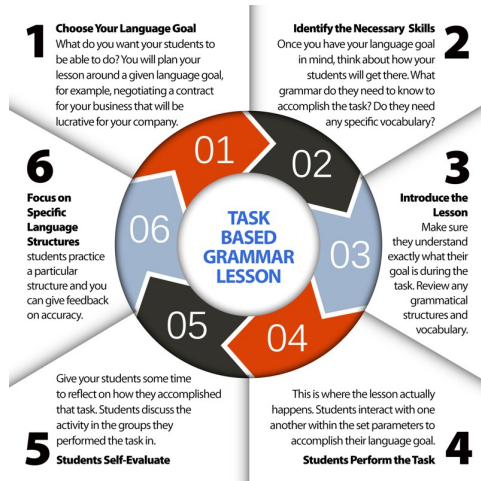 1
Choose Your Language Goal
What do you want your students to
be able to do? You will plan your
lesson around a given language goal,
for example, negotiating a contract
for your business that will be
lucrative for your company.
2
Identify the Necessary Skills
Once you have your language goal
in mind, think about how your
students will get there. What
grammar do they need to know to
accomplish the task? Do they need
any specific vocabulary?
3
Introduce the
Lesson
Make sure
they understand
exactly what their
goal is during the
task. Review any
grammatical
structures and
vocabulary.
This is where the lesson actually
happens. Students interact with one
another within the set parameters to
accomplish their language goal.
Students Perform the Task
4
Give your students some time
to reflect on how they accomplished
that task. Students discuss the
activity in the groups they
performed the task in.
5
Students Self-Evaluate
6
Focus on
Specific
Language
Structures
students practice
a particular
structure and you
can give feedback
on accuracy.
01
02
03
04
05
06
TASK
BASED
GRAMMAR
LESSON